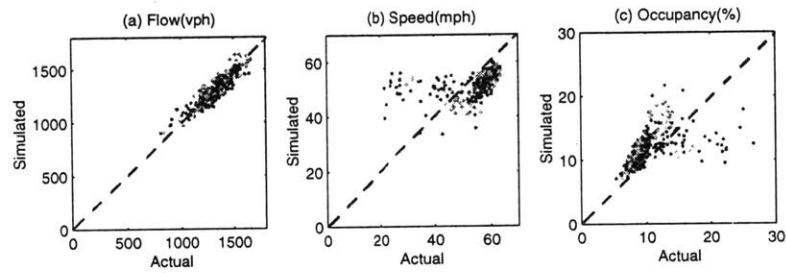 (a) Flow(vph)
1500
1000
500
0
Simulated
0 500 1000 1500
Actual
(b) Speed(mph)
60
40
20
0
Simulated
0 20 40 60
Actual
(c) Occupancy(%)
30
20
10
0
Simulated
0 10 20 30
Actual